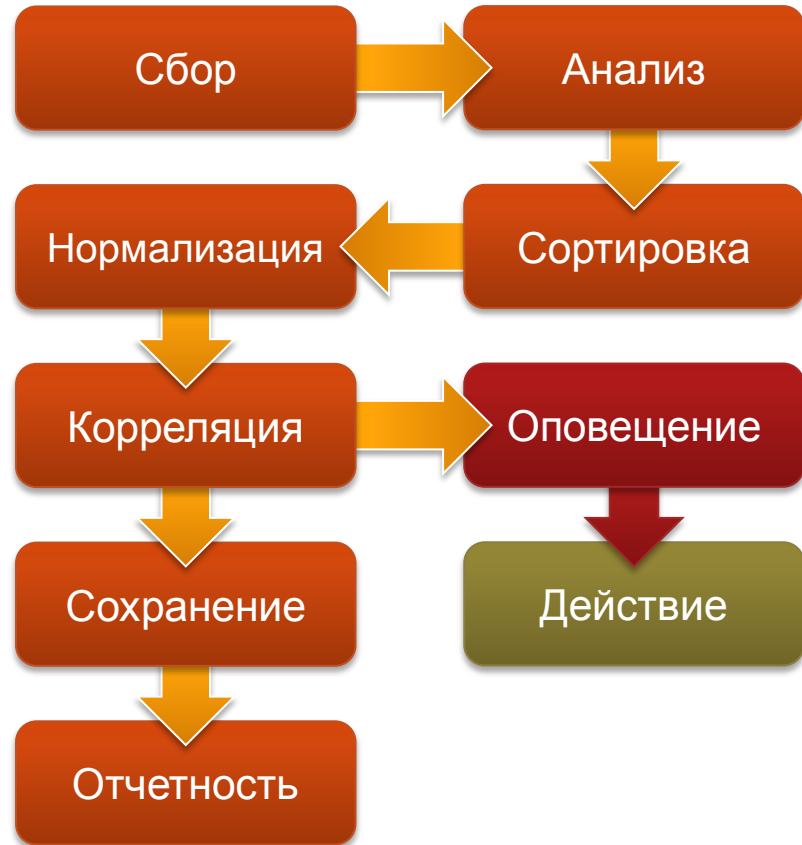 Сбор
Анализ
Нормализация
Сортировка
Корреляция
Оповещение
Сохранение
Действие
Отчетность